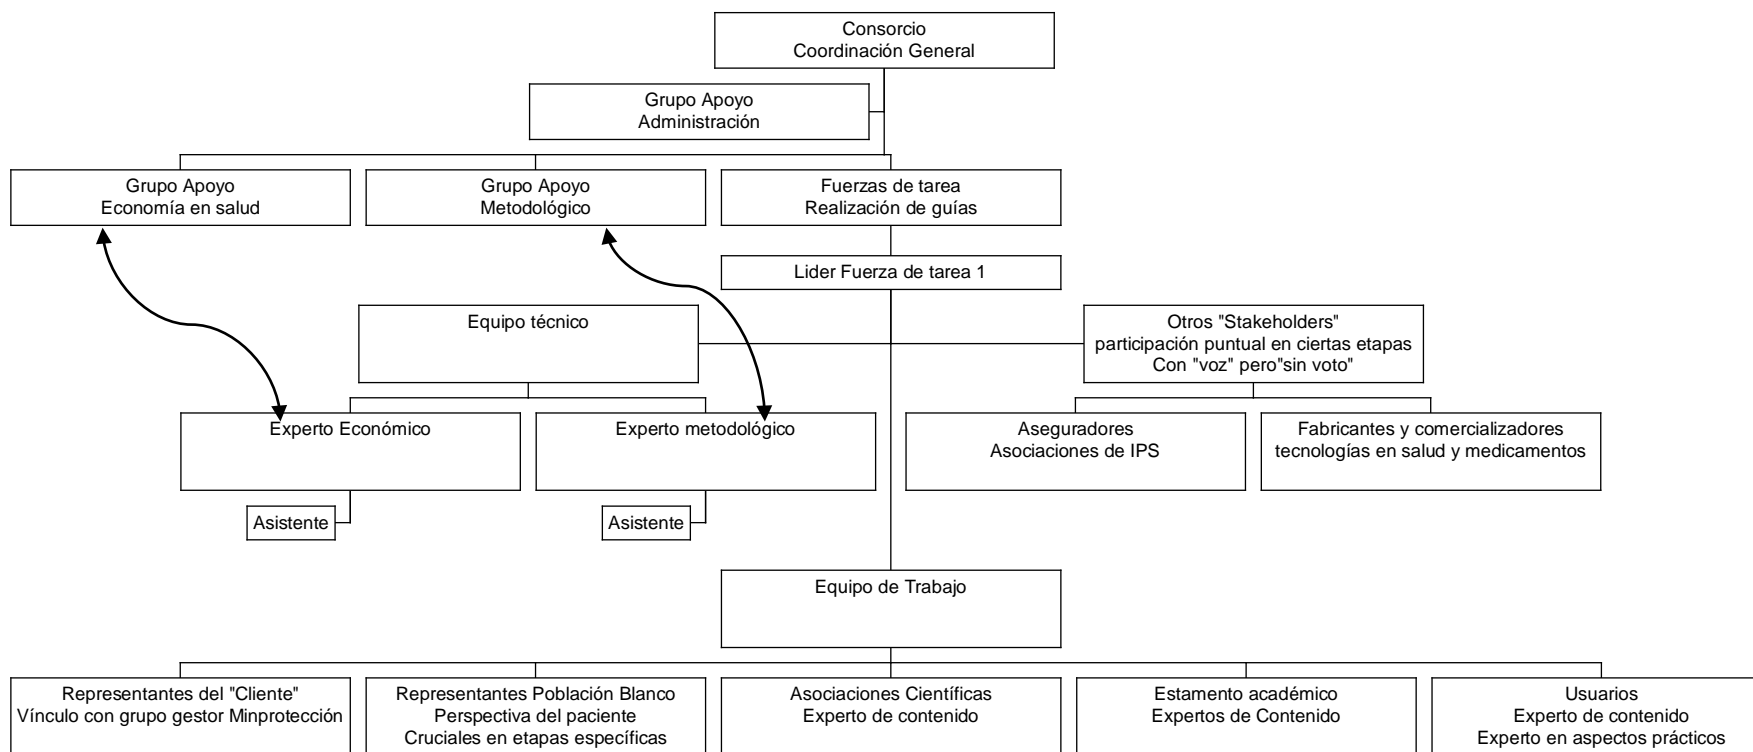 Consorcio
Coordinación General
Grupo Apoyo
Administración
Grupo Apoyo
Economía en salud
Grupo Apoyo
Metodológico
Fuerzas de tarea
Realización de guías
Lider Fuerza de tarea 1
Equipo técnico
Otros "Stakeholders"
participación puntual en ciertas etapas
Con "voz" pero"sin voto"
Experto Económico
Experto metodológico
Aseguradores
Asociaciones de IPS
Fabricantes y comercializadores
tecnologías en salud y medicamentos
Asistente
Asistente
Equipo de Trabajo
Representantes del "Cliente"
Vínculo con grupo gestor Minprotección
Representantes Población Blanco
Perspectiva del paciente
Cruciales en etapas específicas
Asociaciones Científicas
Experto de contenido
Estamento académico
Expertos de Contenido
Usuarios
Experto de contenido
Experto en aspectos prácticos